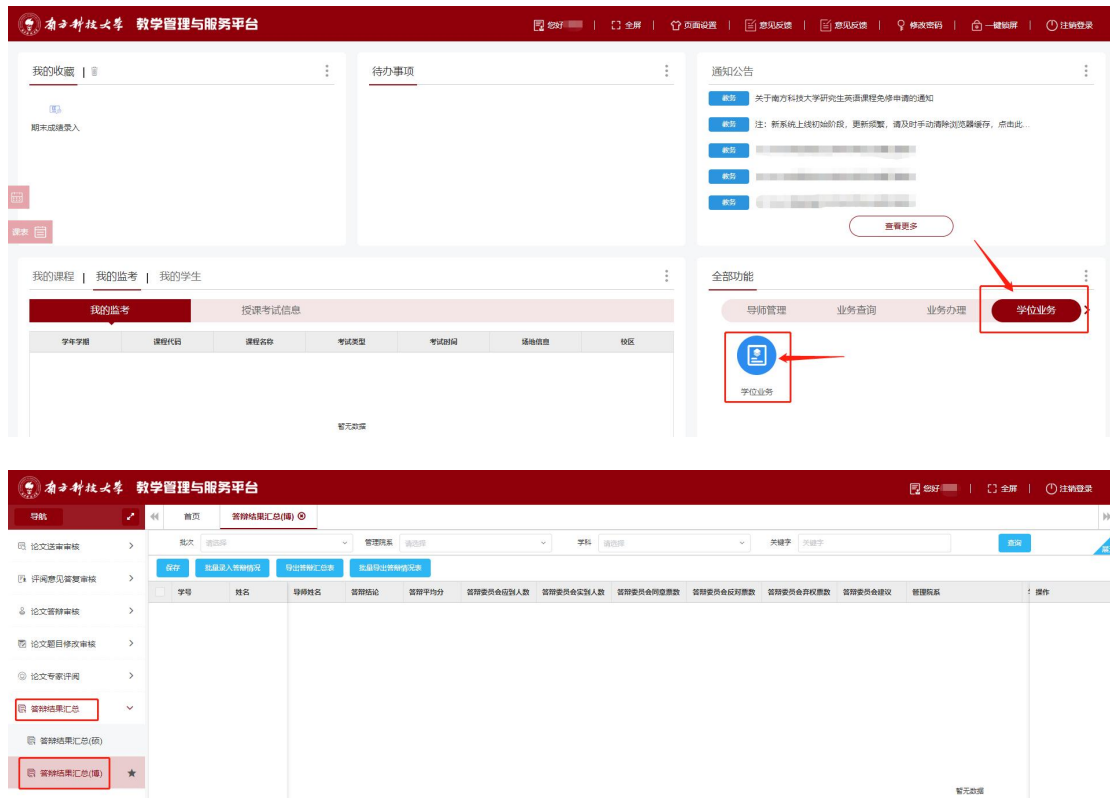 南方科技大学 教学管理与服务平台
您好 | 全屏 | 页面设置 | 意见反馈 | 意见反馈 | 修改密码 | 一键锁屏 | 注销登录
我的收藏 |
期末成绩录入
课表
待办事项
通知公告
教务 关于南方科技大学研究生英语课程免修申请的通知
教务 注：新系统上线初始阶段，更新频繁，请及时手动清除浏览器缓存，点击此...
教务
教务
教务
查看更多
我的课程 | 我的监考 | 我的学生
我的监考 授课考试信息
学年学期 课程代码 课程名称 考试类型 考试时间 场地信息 校区
暂无数据
全部功能
导师管理 业务查询 业务办理 学位业务
学位业务
南方科技大学 教学管理与服务平台
您好 | 全屏 | 注销登录
导航
首页 答辩结果汇总(博)
论文送审审核
评阅意见答复审核
论文答辩审核
论文题目修改审核
论文专家评阅
答辩结果汇总
答辩结果汇总(硕)
答辩结果汇总(博)
批次 请选择 管理院系 请选择 学科 请选择 关键字 关键字 查询
保存 批量录入答辩情况 导出答辩汇总表 批量导出答辩情况表
学号 姓名 导师姓名 答辩结论 答辩平均分 答辩委员会应到人数 答辩委员会实到人数 答辩委员会同意票数 答辩委员会反对票数 答辩委员会弃权票数 答辩委员会建议 管理院系 操作
暂无数据